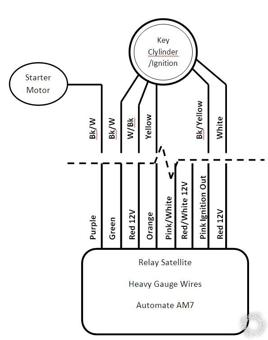 Key
Clylinder
/Ignition
Starter
Motor
Bk/W
Bk/W
W/Bk
Yellow
Bk/Yellow
White
Purple
Green
Red 12V
Orange
Pink/White
Red/White 12V
Pink Ignition Out
Red 12V
Relay Satellite
Heavy Gauge Wires
Automate AM7